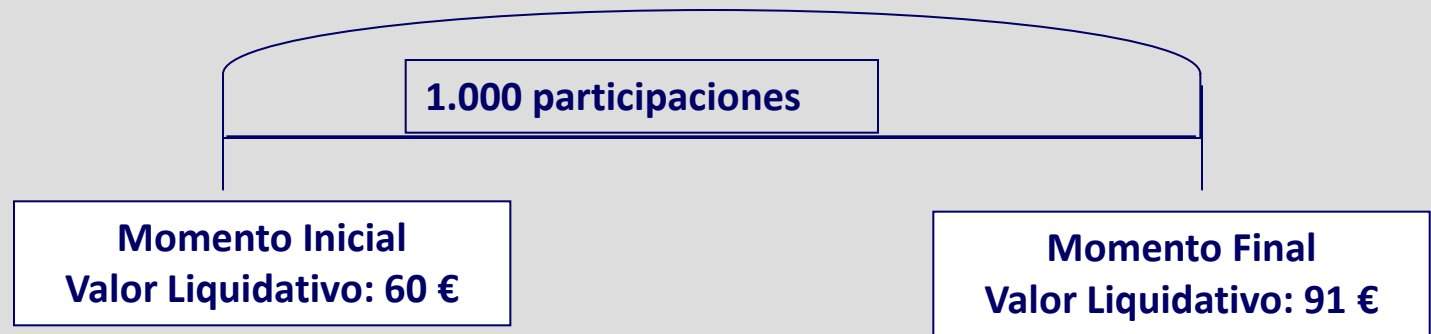 1.000 participaciones
Momento Inicial
Valor Liquidativo: 60 €
Momento Final
Valor Liquidativo: 91 €